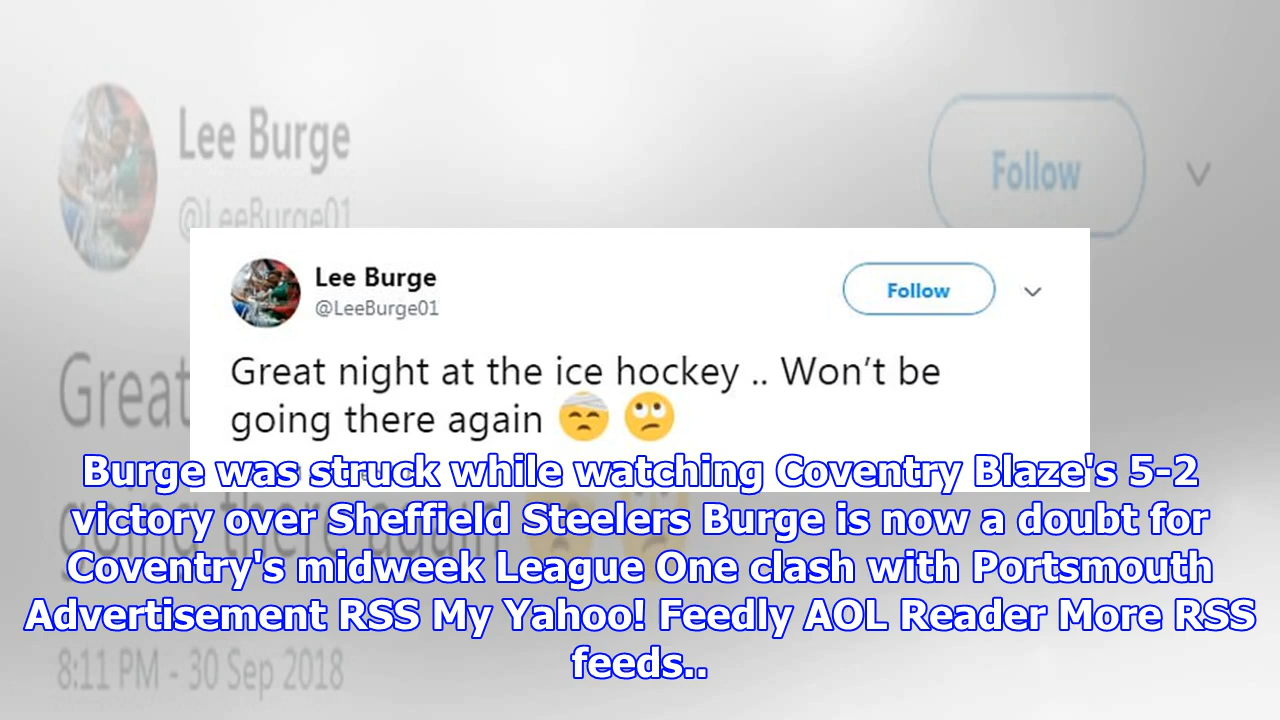 Lee Burge
@LeeBurge01
Follow
Lee Burge
@LeeBurge01
Follow
Great night at the ice hockey .. Won’t be
going there again
Great
going there again
Burge was struck while watching Coventry Blaze's 5-2
victory over Sheffield Steelers Burge is now a doubt for
Coventry's midweek League One clash with Portsmouth
Advertisement RSS My Yahoo! Feedly AOL Reader More RSS
feeds..
8:11 PM - 30 Sep 2018